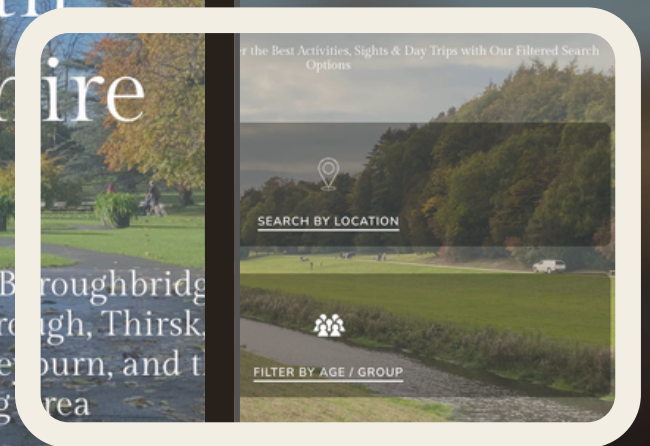 ire
Boroughbridg
rough, Thirsk,
eyburn, and t
g area
er the Best Activities, Sights & Day Trips with Our Filtered Search
Options
SEARCH BY LOCATION
FILTER BY AGE / GROUP